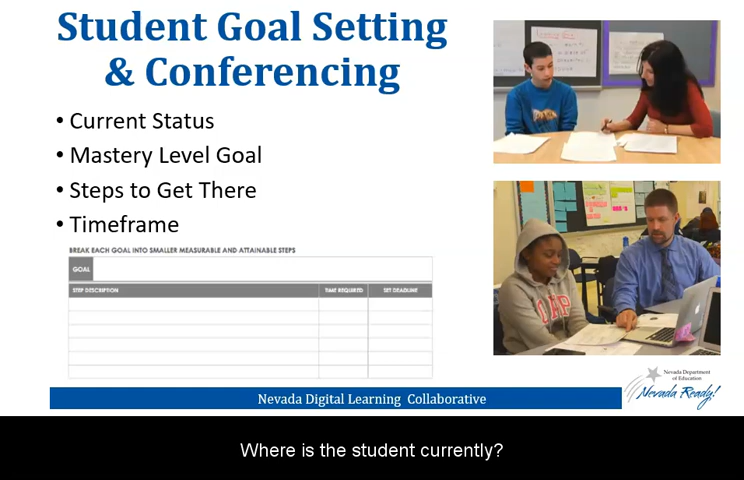 Student Goal Setting
& Conferencing
• Current Status
• Mastery Level Goal
• Steps to Get There
• Timeframe
BREAK EACH GOAL INTO SMALLER MEASURABLE AND ATTAINABLE STEPS
GOAL
STEP DESCRIPTION TIME REQUIRED SET DEADLINE
Nevada Digital Learning Collaborative
Nevada Department
of Education
Nevada Ready!
Where is the student currently?